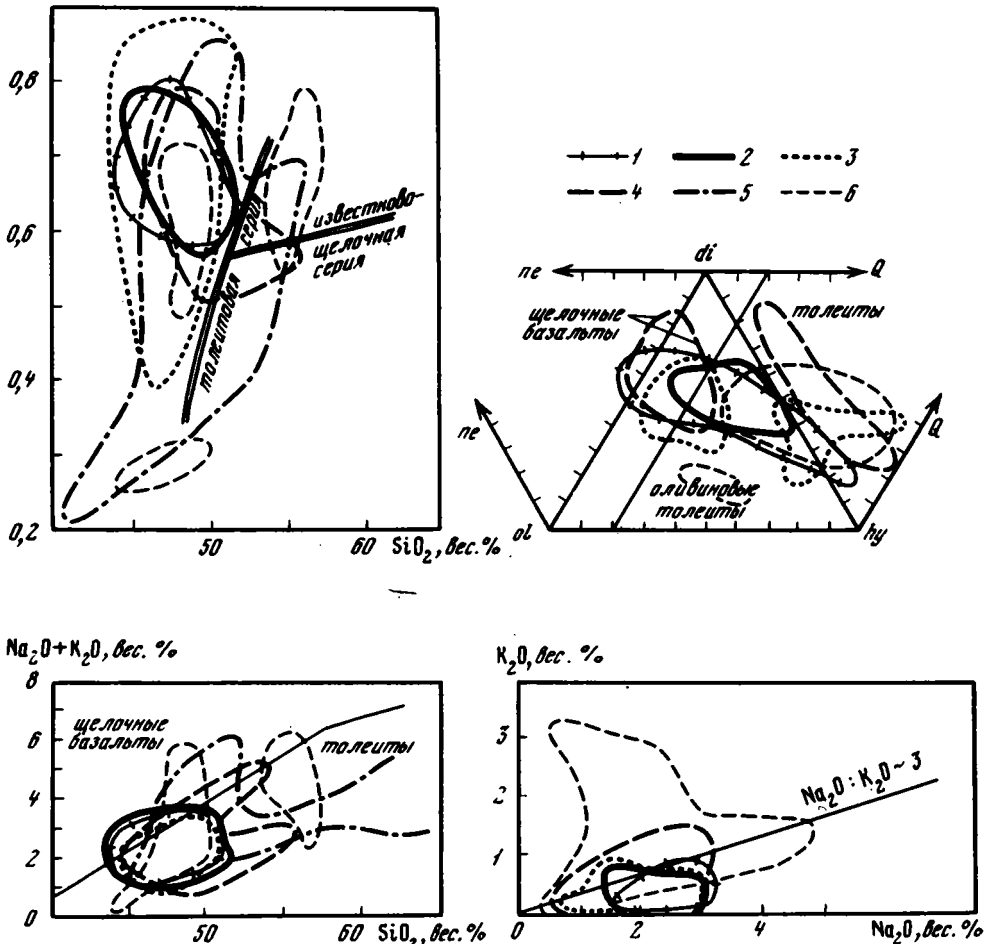 0,8
0,6
0,4
0,2
50
60
SiO₂, вес. %
толеитовая
серия
известково-
щелочная
серия
1
2
3
4
5
6
ne
di
Q
щелочные
базальты
толеиты
ne
Q
оливиновые
толеиты
ol
hy
Na₂O+K₂O, вес. %
8
6
4
2
0
щелочные
базальты
толеиты
50
60
SiO₂, вес. %
K₂O, вес. %
3
2
1
0
Na₂O:K₂O~3
2
4
Na₂O, вес. %